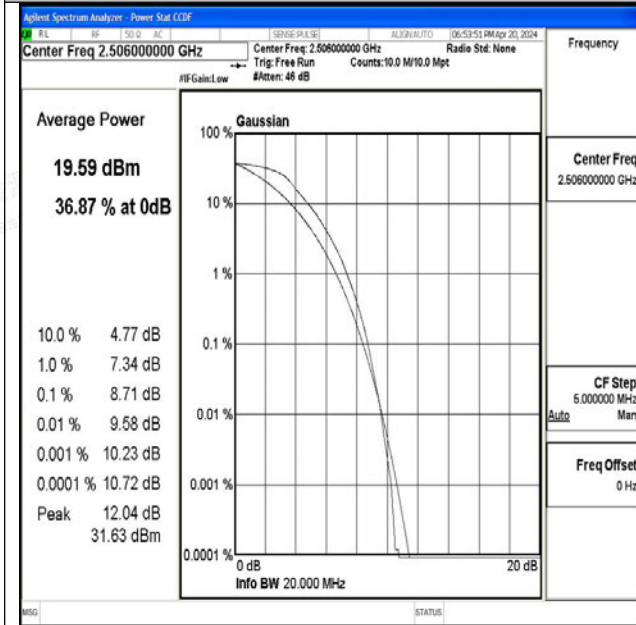 Agilent Spectrum Analyzer - Power Stat CCDF
RL RF 50 Ω AC SENSE:PULSE ALIGNAUTO 06:53:51 PM Apr 20, 2024
Center Freq 2.506000000 GHz
Center Freq: 2.506000000 GHz Radio Std: None
Trig: Free Run Counts:10.0 M/10.0 Mpt
#IFGain:Low #Atten: 46 dB
Frequency
Average Power
19.59 dBm
36.87 % at 0dB
10.0 % 4.77 dB
1.0 % 7.34 dB
0.1 % 8.71 dB
0.01 % 9.58 dB
0.001 % 10.23 dB
0.0001 % 10.72 dB
Peak 12.04 dB
31.63 dBm
Gaussian
100 %
10 %
1 %
0.1 %
0.01 %
0.001 %
0.0001 %
0 dB 20 dB
Info BW 20.000 MHz
Center Freq
2.506000000 GHz
CF Step
5.000000 MHz
Auto Man
Freq Offset
0 Hz
MSG STATUS